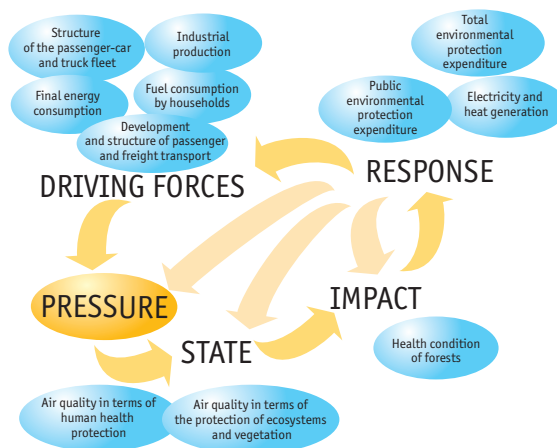 Structure
of the passenger-car
and truck fleet
Industrial
production
Final energy
consumption
Fuel consumption
by households
Development
and structure of passenger
and freight transport
DRIVING FORCES
Total
environmental
protection
expenditure
Public
environmental
protection
expenditure
Electricity and
heat generation
RESPONSE
PRESSURE
IMPACT
Health condition
of forests
STATE
Air quality in terms of
human health
protection
Air quality in terms of
the protection of ecosystems
and vegetation